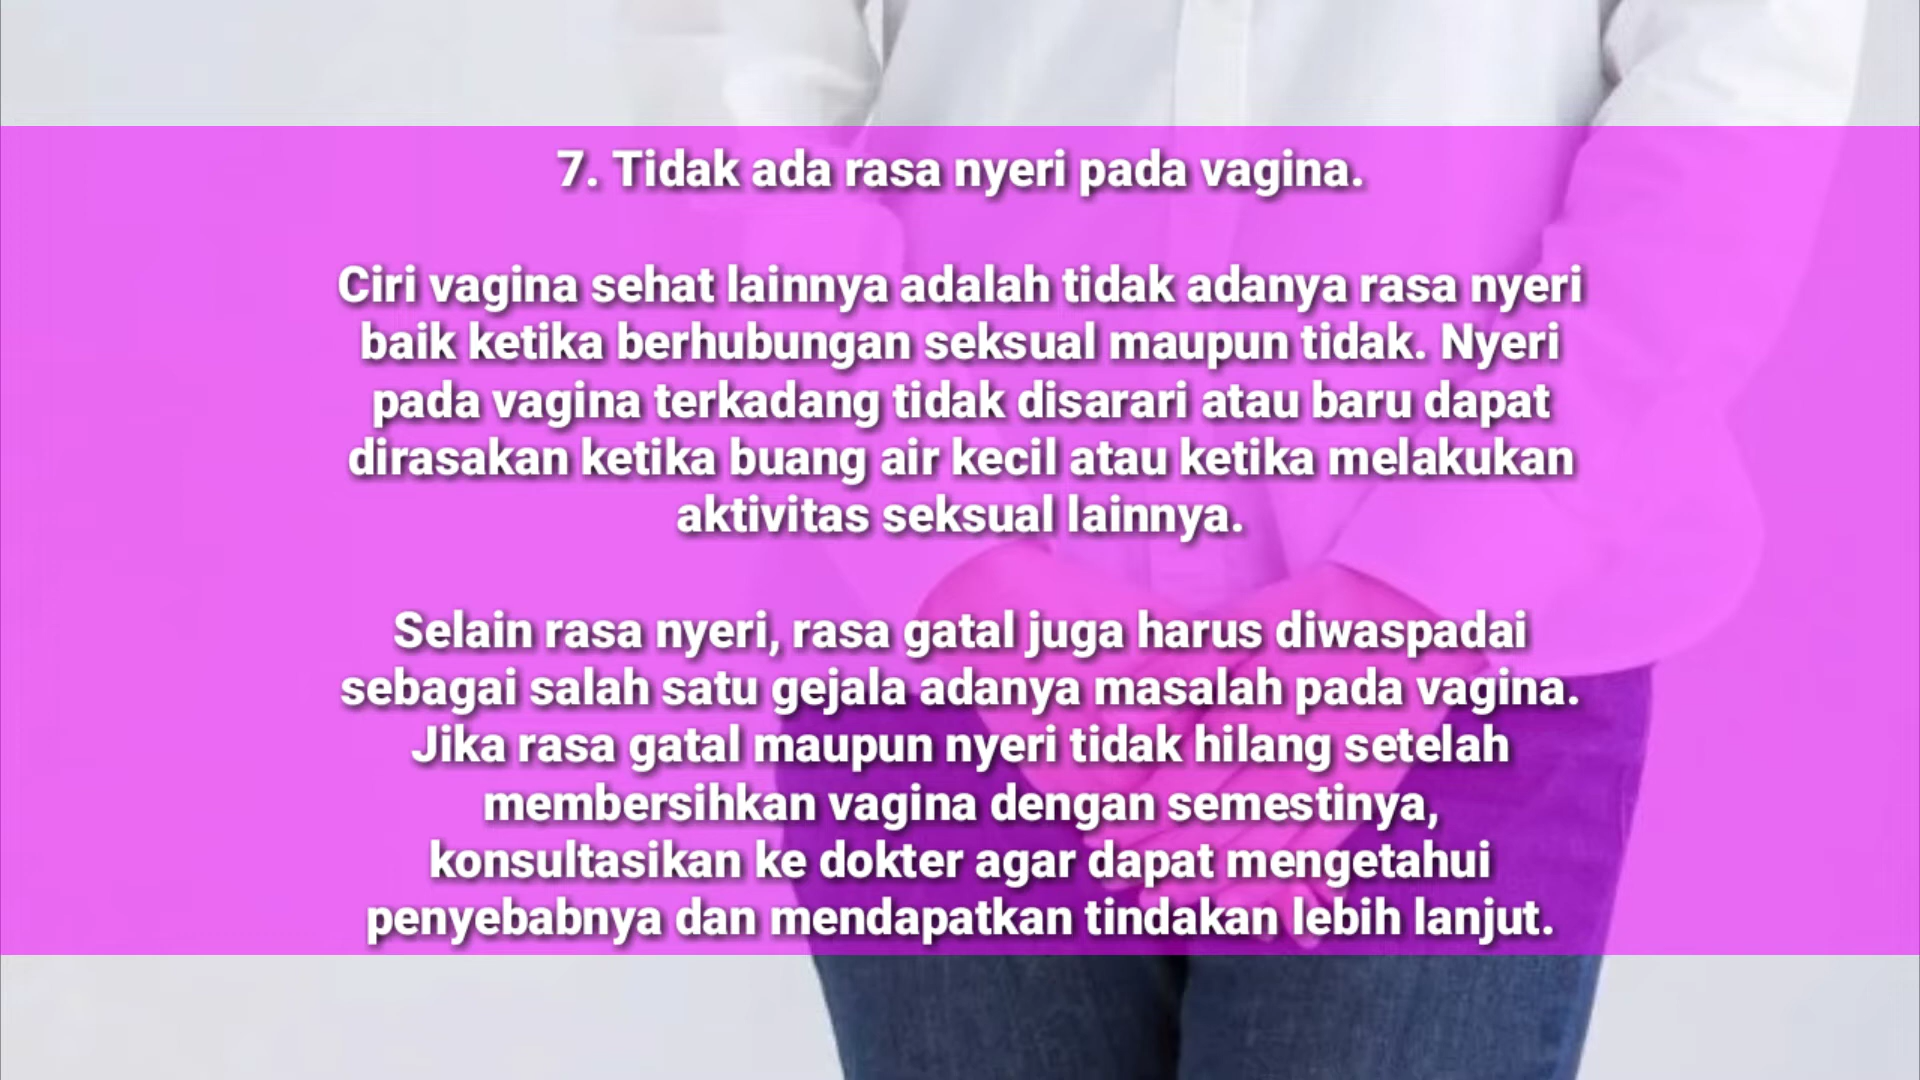 7. Tidak ada rasa nyeri pada vagina.
Ciri vagina sehat lainnya adalah tidak adanya rasa nyeri
baik ketika berhubungan seksual maupun tidak. Nyeri
pada vagina terkadang tidak disarari atau baru dapat
dirasakan ketika buang air kecil atau ketika melakukan
aktivitas seksual lainnya.
Selain rasa nyeri, rasa gatal juga harus diwaspadai
sebagai salah satu gejala adanya masalah pada vagina.
Jika rasa gatal maupun nyeri tidak hilang setelah
membersihkan vagina dengan semestinya,
konsultasikan ke dokter agar dapat mengetahui
penyebabnya dan mendapatkan tindakan lebih lanjut.